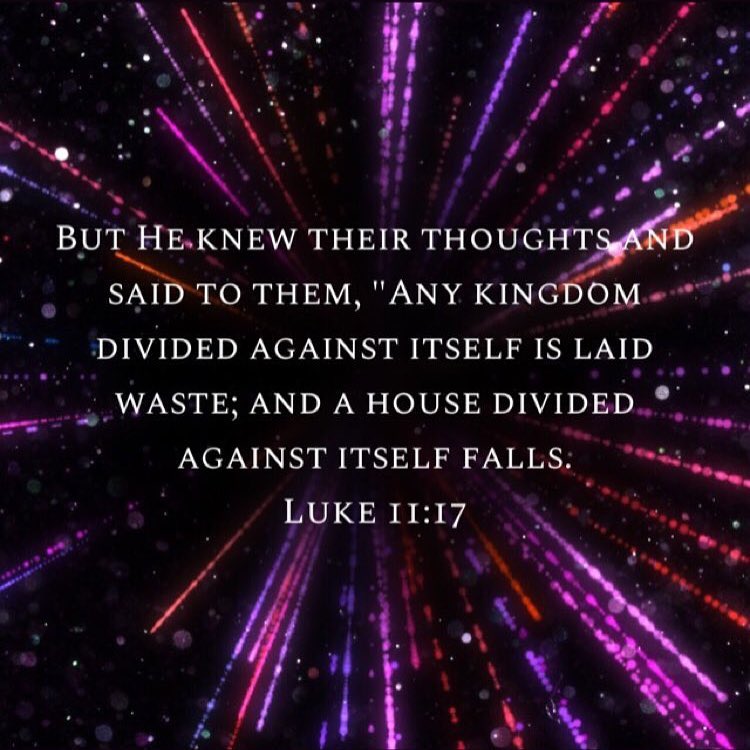 But He knew their thoughts and
said to them, "Any kingdom
divided against itself is laid
waste; and a house divided
against itself falls.
Luke 11:17